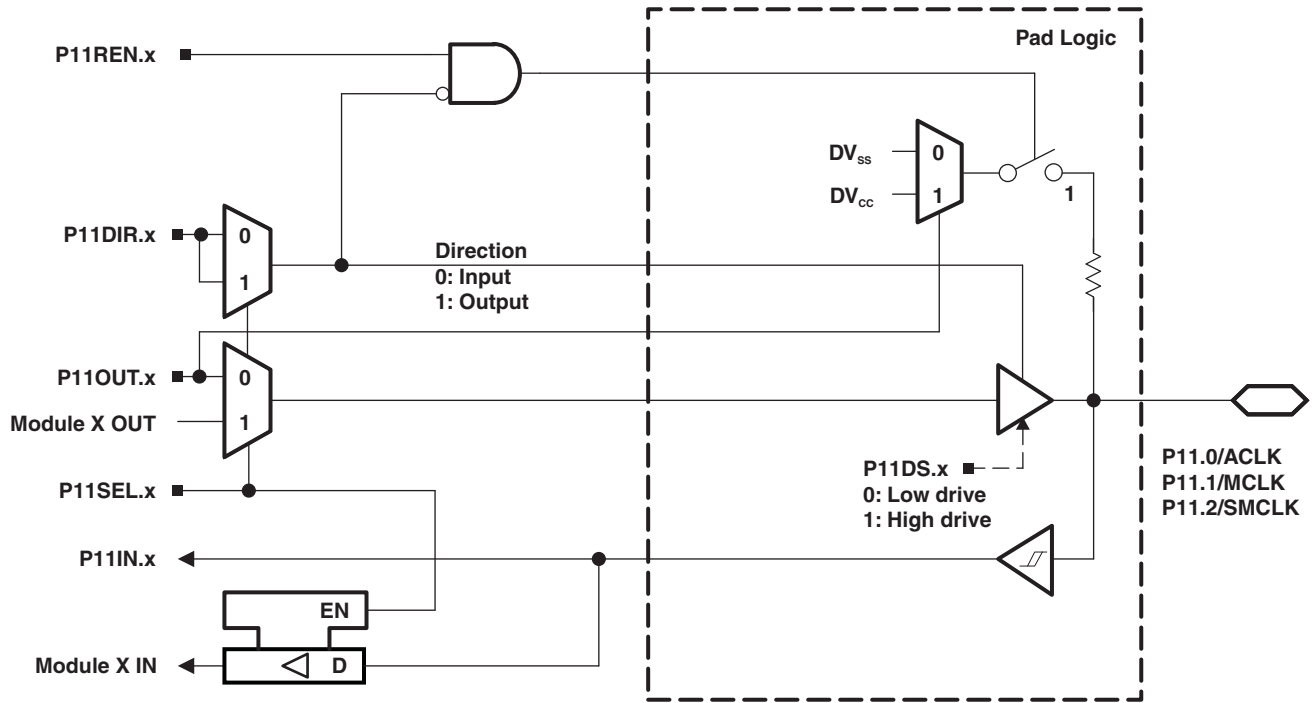 Pad Logic
P11REN.x
DVss
0
DVcc
1
1
P11DIR.x
0
1
Direction
0: Input
1: Output
P11OUT.x
0
Module X OUT
1
P11DS.x
0: Low drive
1: High drive
P11.0/ACLK
P11.1/MCLK
P11.2/SMCLK
P11SEL.x
P11IN.x
EN
Module X IN
D